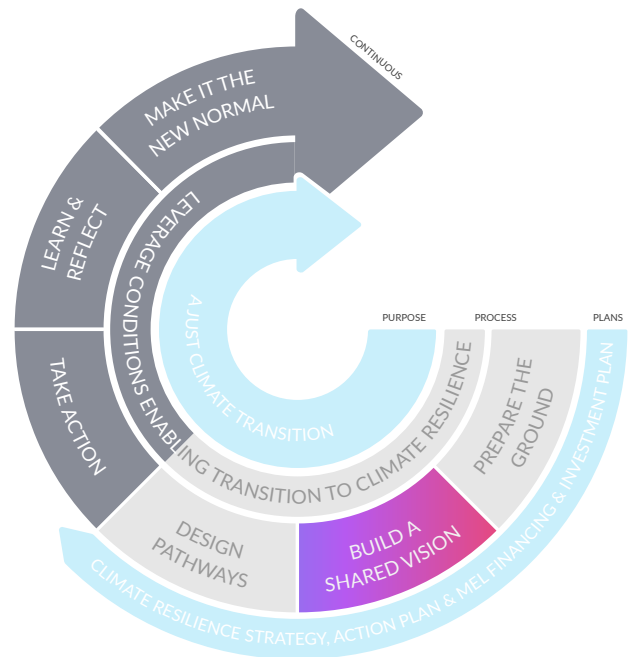 CONTINUOUS
MAKE IT THE
NEW NORMAL
LEARN &
REFLECT
TAKE ACTION
LEVERAGE CONDITIONS ENABLING TRANSITION TO CLIMATE RESILIENCE
A JUST CLIMATE TRANSITION
PURPOSE
PROCESS
PLANS
PREPARE THE
GROUND
BUILD A
SHARED VISION
DESIGN
PATHWAYS
CLIMATE RESILIENCE STRATEGY, ACTION PLAN & MEL FINANCING & INVESTMENT PLAN